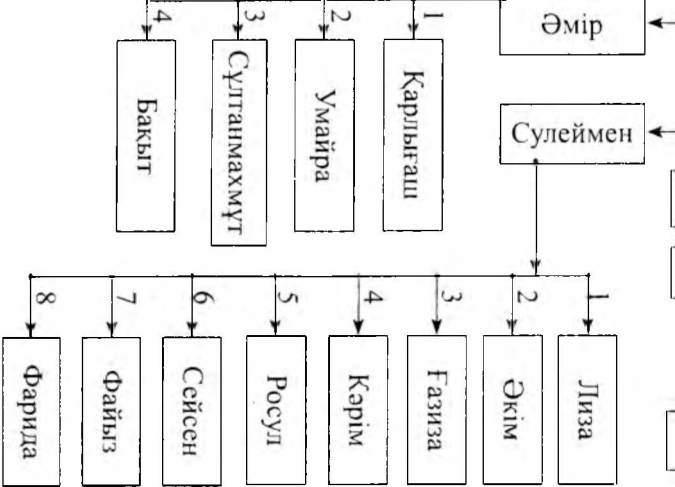 Әмір
1
Қарлығаш
2
Умайра
3
Сұлтанмахмұт
4
Бақыт
Сулеймен
1
Лиза
2
Әкім
3
Ғазиза
4
Кәрім
5
Росул
6
Сейсен
7
Файыз
8
Фарида